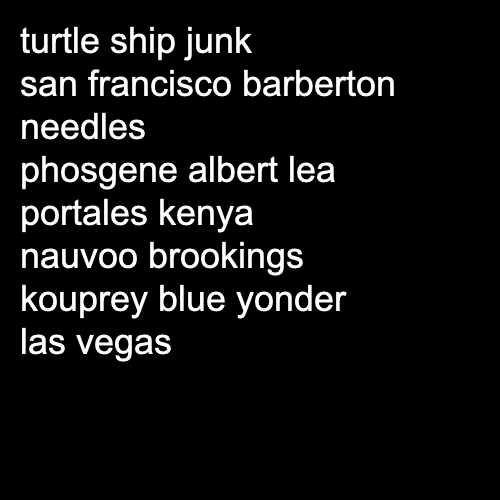 turtle ship junk
san francisco barberton
needles
phosgene albert lea
portales kenya
nauvoo brookings
kouprey blue yonder
las vegas